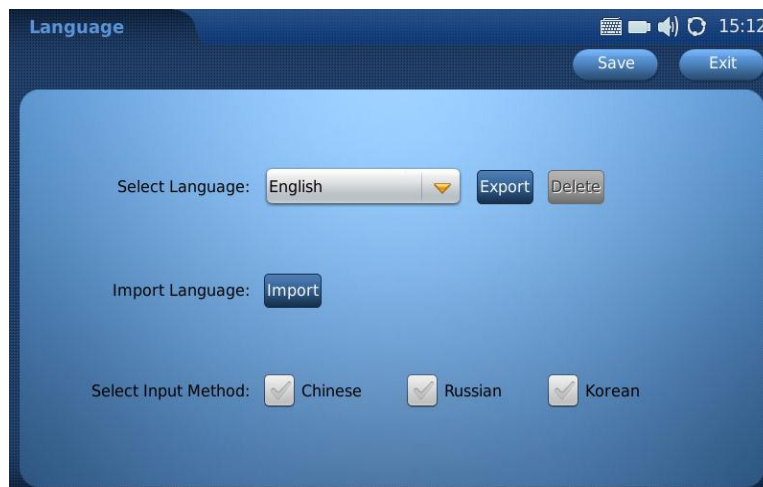 Language 15:12
Save Exit
Select Language: English Export Delete
Import Language: Import
Select Input Method: Chinese Russian Korean